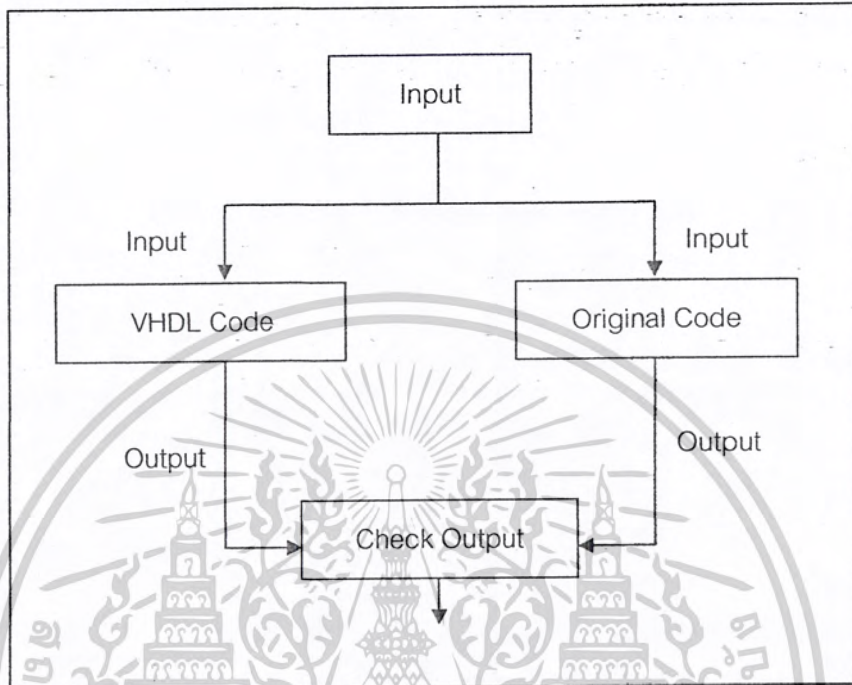 Input
Input
Input
VHDL Code
Original Code
Output
Output
Check Output